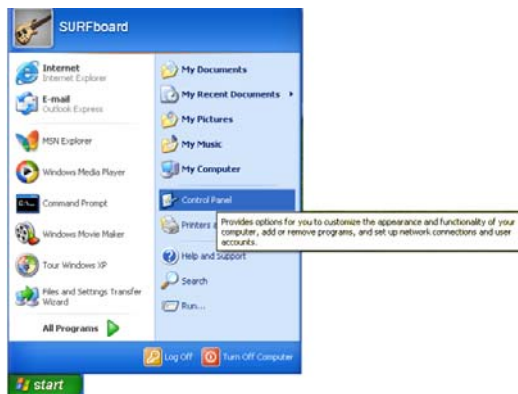 SURFboard
Internet
Internet Explorer
E-mail
Outlook Express
MSN Explorer
Windows Media Player
Command Prompt
Windows Movie Maker
Tour Windows XP
Files and Settings Transfer
Wizard
All Programs
My Documents
My Recent Documents
My Pictures
My Music
My Computer
Control Panel
Printers
Provides options for you to customize the appearance and functionality of your
computer, add or remove programs, and set up network connections and user
accounts.
Help and Support
Search
Run...
Log Off
Turn Off Computer
start